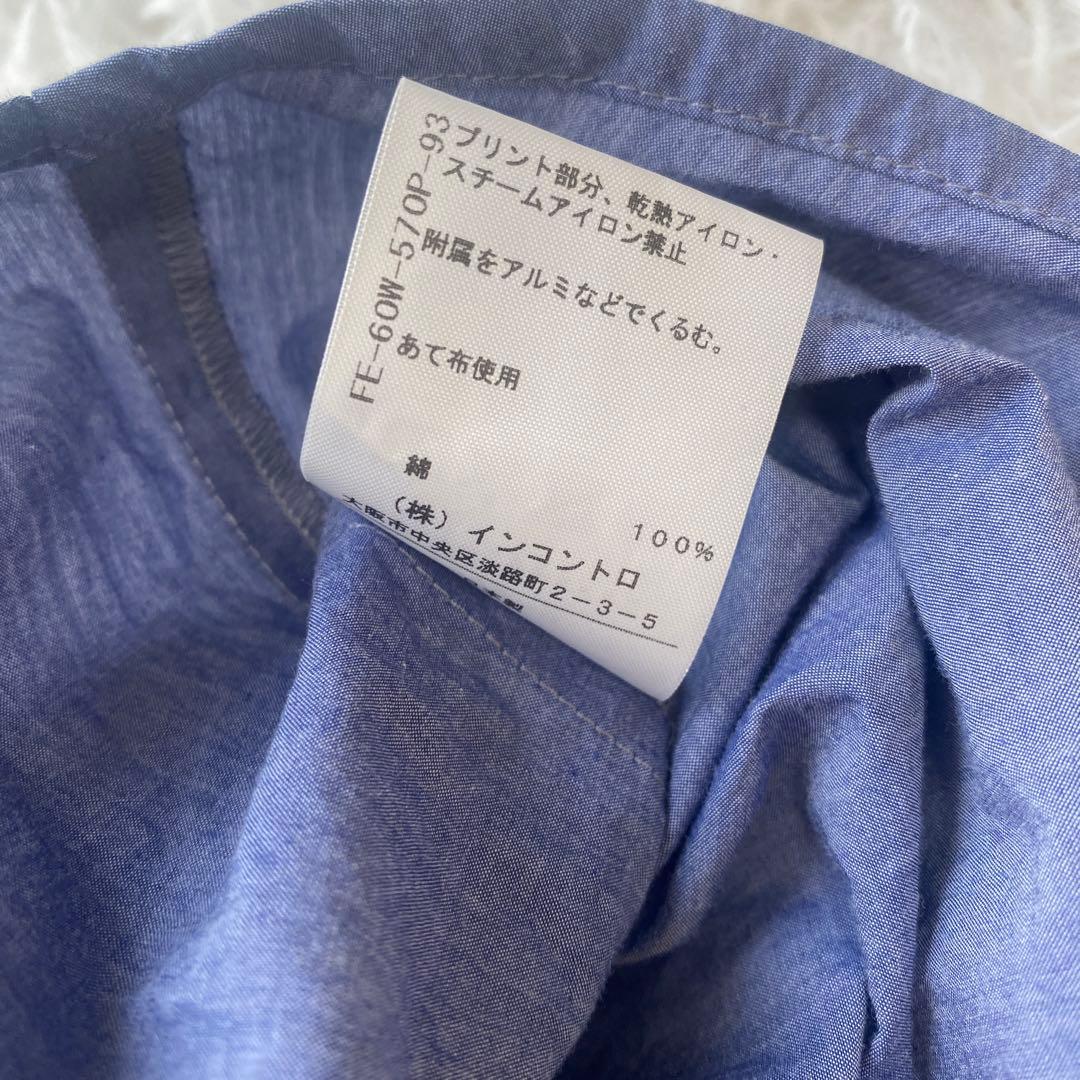 FE-60W-570P-93
プリント部分、乾熱アイロン・
スチームアイロン禁止
附属をアルミなどでくるむ。
あて布使用
綿 100%
(株)インコントロ
大阪市中央区淡路町2-3-5